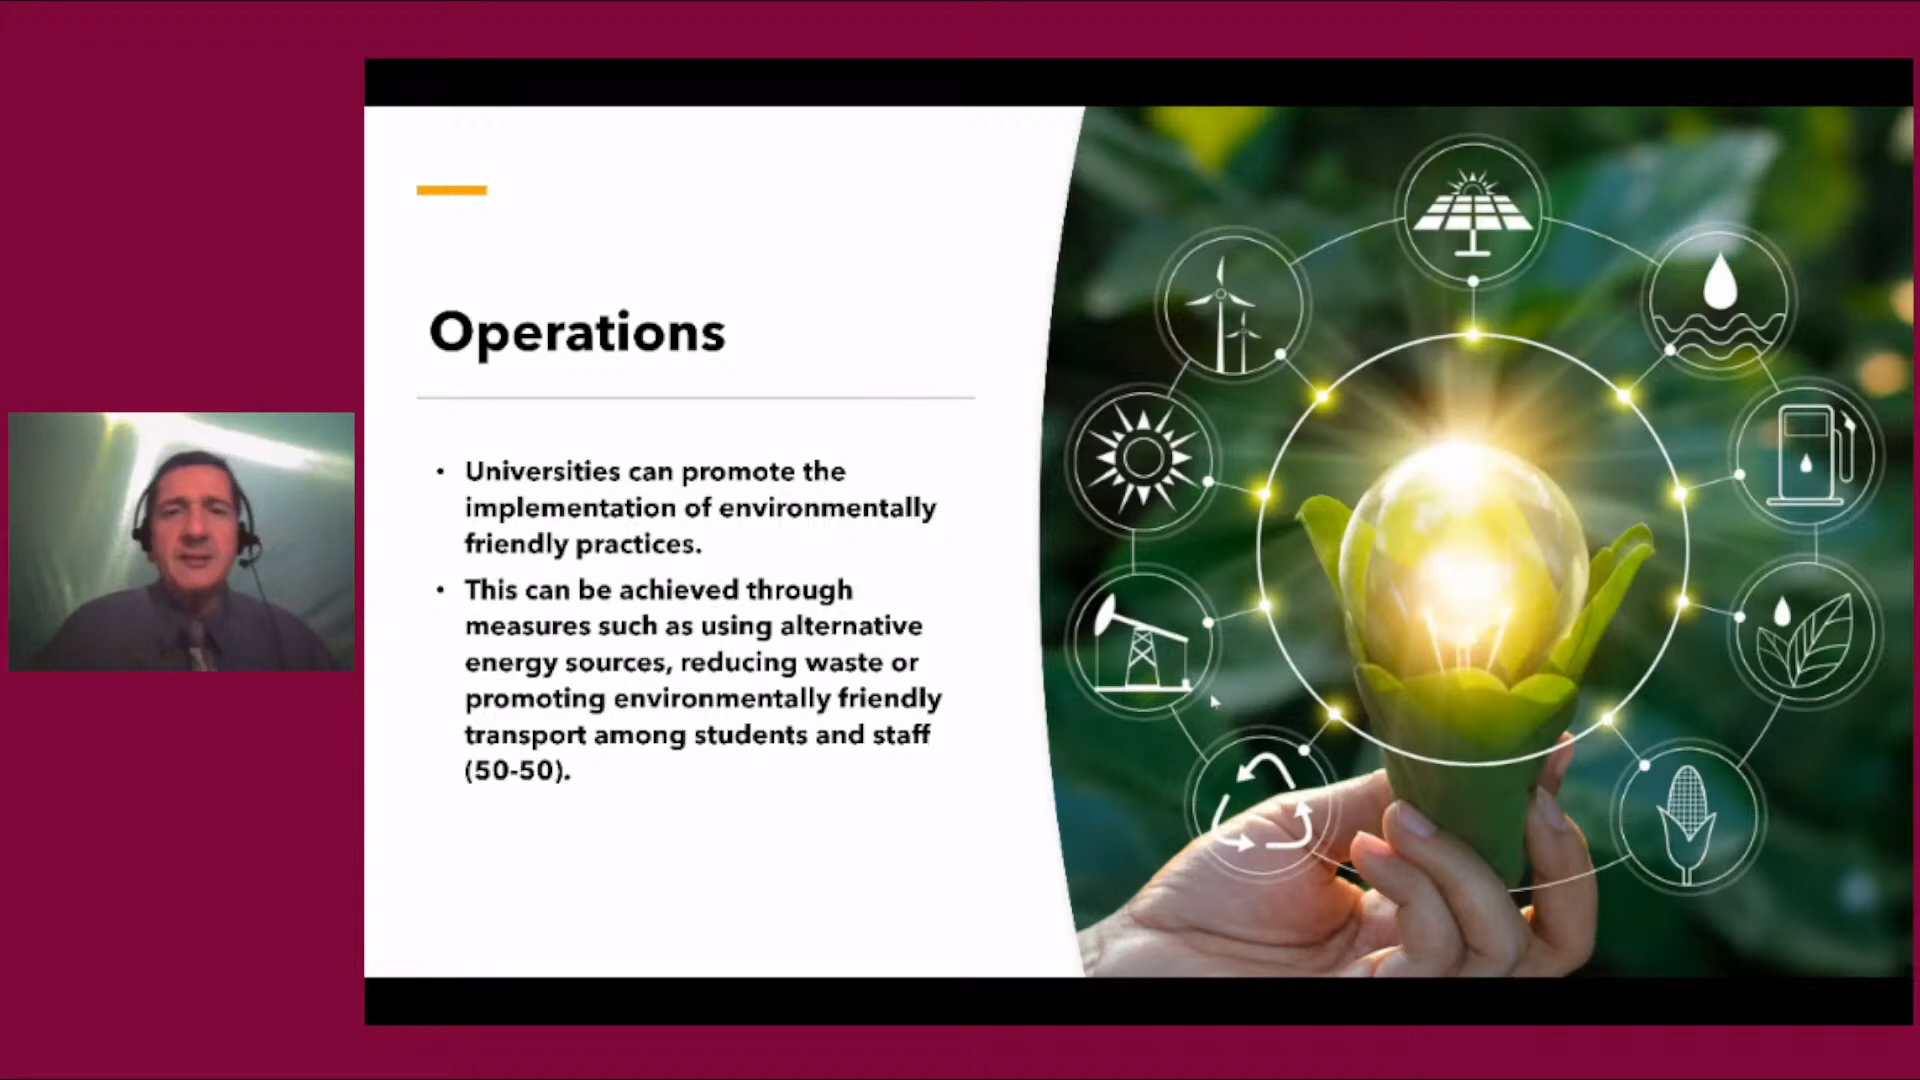 Operations
• Universities can promote the
implementation of environmentally
friendly practices.
• This can be achieved through
measures such as using alternative
energy sources, reducing waste or
promoting environmentally friendly
transport among students and staff
(50-50).